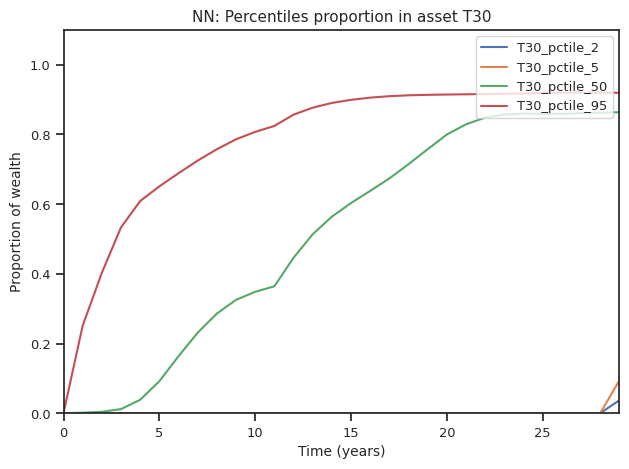 NN: Percentiles proportion in asset T30
T30_pctile_2
T30_pctile_5
T30_pctile_50
T30_pctile_95
Proportion of wealth
1.0
0.8
0.6
0.4
0.2
0.0
0 5 10 15 20 25
Time (years)